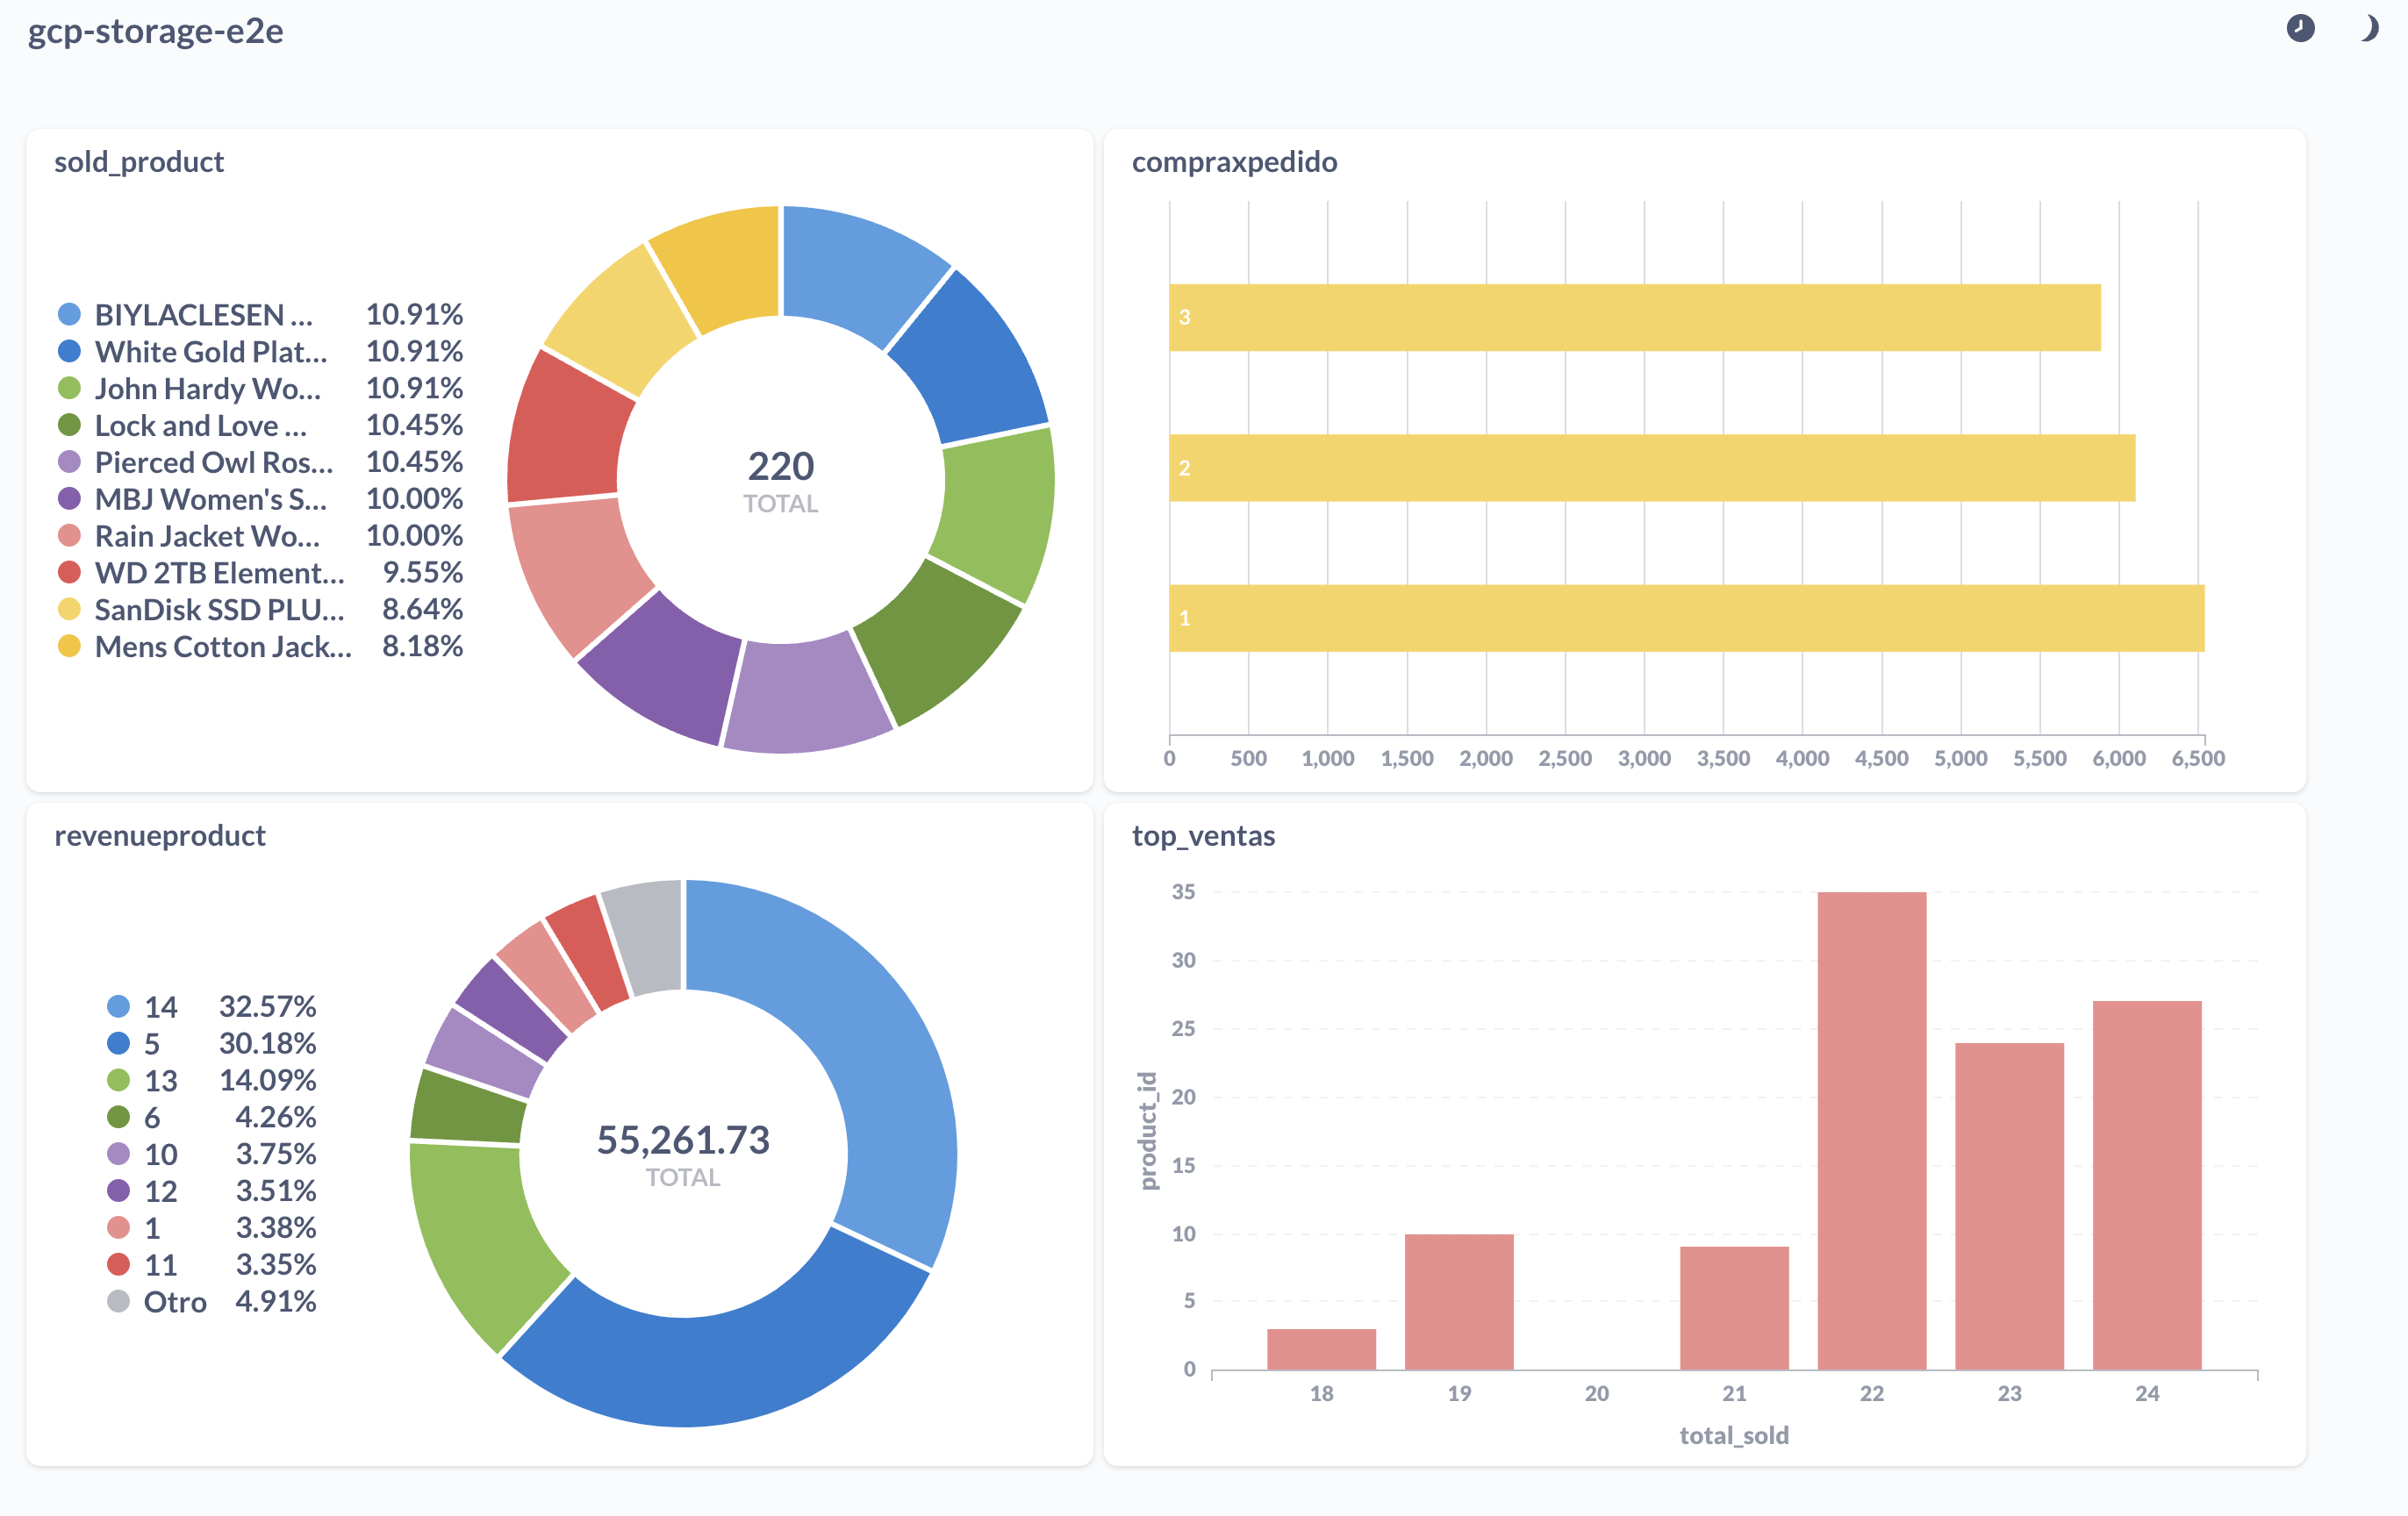 gcp-storage-e2e
sold_product
BIYLACLESEN ... 10.91%
White Gold Plat... 10.91%
John Hardy Wo... 10.91%
Lock and Love ... 10.45%
Pierced Owl Ros... 10.45%
MBJ Women's S... 10.00%
Rain Jacket Wo... 10.00%
WD 2TB Element... 9.55%
SanDisk SSD PLU... 8.64%
Mens Cotton Jack... 8.18%
220
TOTAL
compraxpedido
3
2
1
0 500 1,000 1,500 2,000 2,500 3,000 3,500 4,000 4,500 5,000 5,500 6,000 6,500
revenueproduct
14 32.57%
5 30.18%
13 14.09%
6 4.26%
10 3.75%
12 3.51%
1 3.38%
11 3.35%
Otro 4.91%
55,261.73
TOTAL
top_ventas
35
30
25
20
15
10
5
0
product_id
18 19 20 21 22 23 24
total_sold